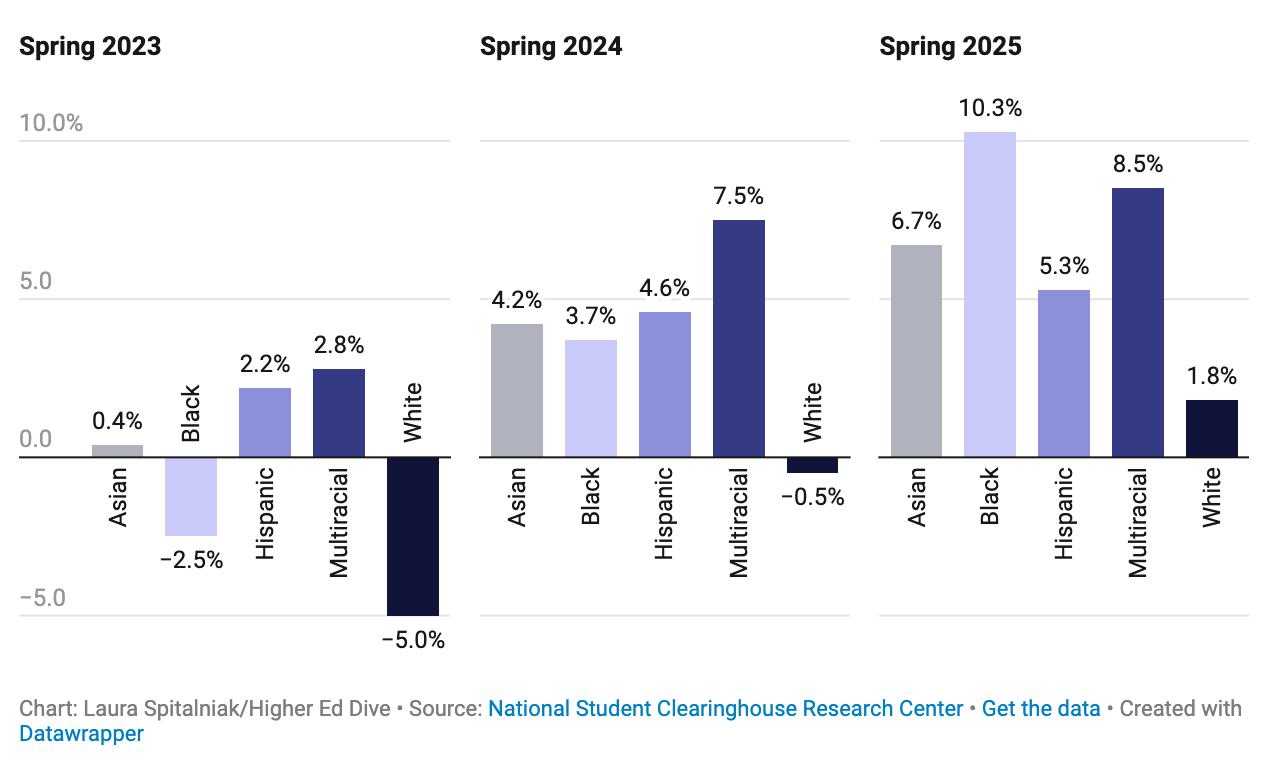 Spring 2023
Spring 2024
Spring 2025
10.0%
5.0
0.0
−5.0
0.4%
Asian
Black
−2.5%
2.2%
Hispanic
2.8%
Multiracial
White
−5.0%
4.2%
Asian
3.7%
Black
4.6%
Hispanic
7.5%
Multiracial
White
−0.5%
6.7%
Asian
10.3%
Black
5.3%
Hispanic
8.5%
Multiracial
1.8%
White
Chart: Laura Spitalniak/Higher Ed Dive • Source: National Student Clearinghouse Research Center • Get the data • Created with
Datawrapper